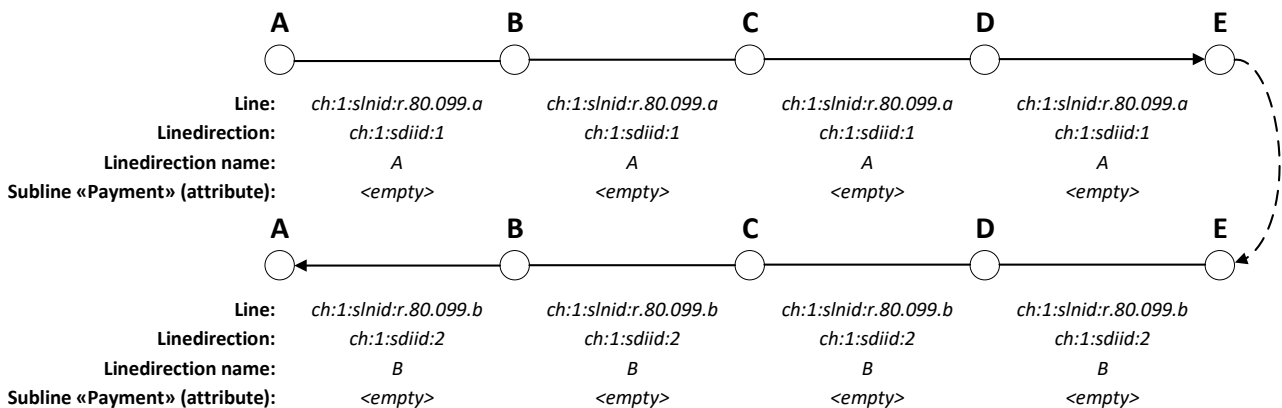 A B C D E
Line: ch:1:slnid:r.80.099.a ch:1:slnid:r.80.099.a ch:1:slnid:r.80.099.a ch:1:slnid:r.80.099.a
Linedirection: ch:1:sdiid:1 ch:1:sdiid:1 ch:1:sdiid:1 ch:1:sdiid:1
Linedirection name: A A A A
Subline «Payment» (attribute): <empty> <empty> <empty> <empty>
A B C D E
Line: ch:1:slnid:r.80.099.b ch:1:slnid:r.80.099.b ch:1:slnid:r.80.099.b ch:1:slnid:r.80.099.b
Linedirection: ch:1:sdiid:2 ch:1:sdiid:2 ch:1:sdiid:2 ch:1:sdiid:2
Linedirection name: B B B B
Subline «Payment» (attribute): <empty> <empty> <empty> <empty>